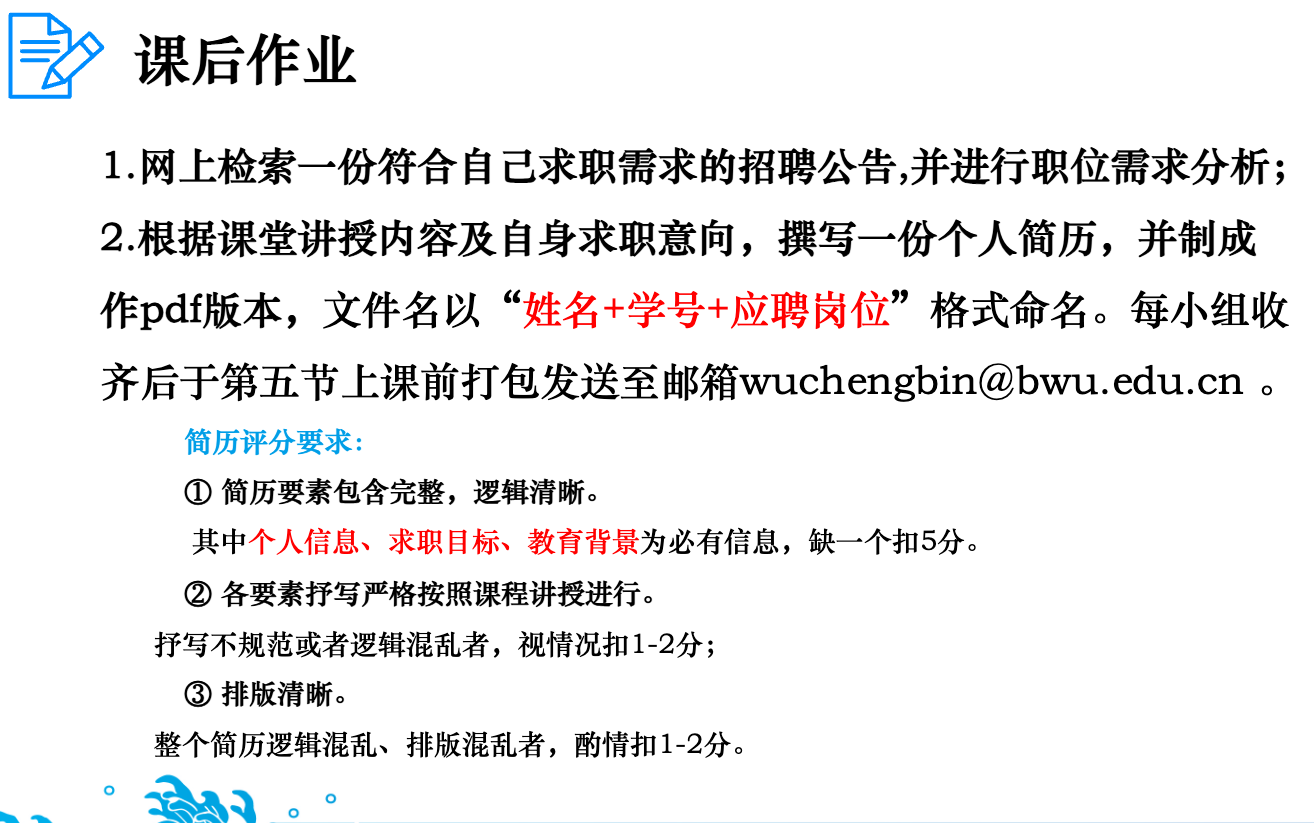 课后作业
1.网上检索一份符合自己求职需求的招聘公告,并进行职位需求分析；
2.根据课堂讲授内容及自身求职意向，撰写一份个人简历，并制成
作pdf版本，文件名以“姓名+学号+应聘岗位”格式命名。每小组收
齐后于第五节上课前打包发送至邮箱wuchengbin@bwu.edu.cn 。
简历评分要求：
① 简历要素包含完整，逻辑清晰。
其中个人信息、求职目标、教育背景为必有信息，缺一个扣5分。
② 各要素抒写严格按照课程讲授进行。
抒写不规范或者逻辑混乱者，视情况扣1-2分；
③ 排版清晰。
整个简历逻辑混乱、排版混乱者，酌情扣1-2分。